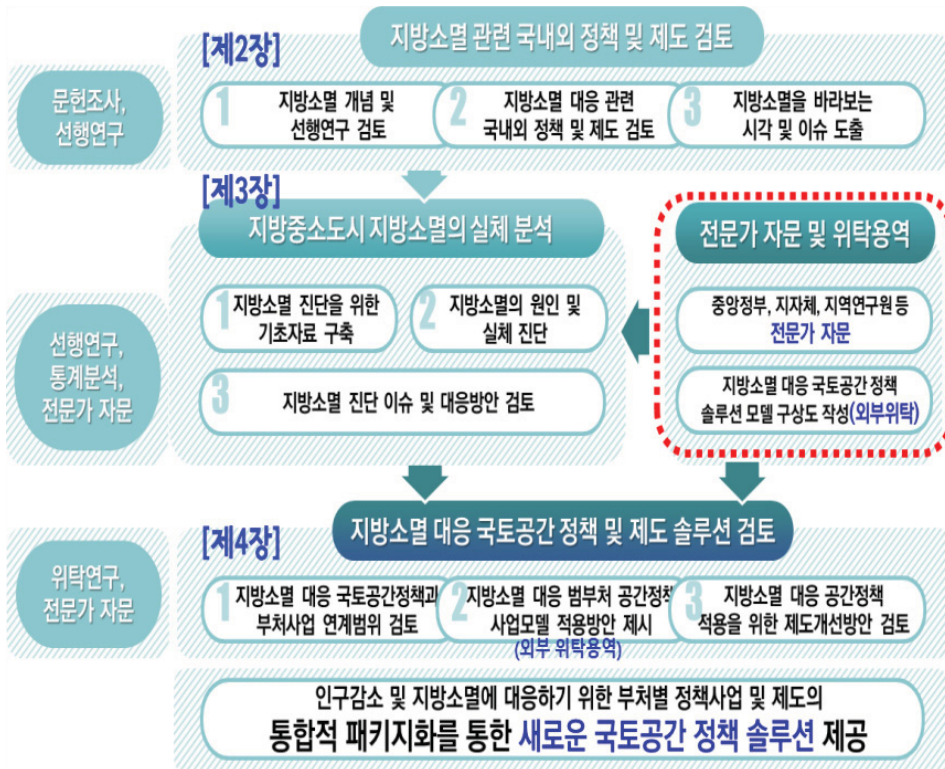 지방소멸 관련 국내외 정책 및 제도 검토
[제2장]
문헌조사,
선행연구
1
지방소멸 개념 및
선행연구 검토
2
지방소멸 대응 관련
국내외 정책 및 제도 검토
3
지방소멸을 바라보는
시각 및 이슈 도출
[제3장]
지방중소도시 지방소멸의 실체 분석
선행연구,
통계분석,
전문가 자문
1
지방소멸 진단을 위한
기초자료 구축
2
지방소멸의 원인 및
실체 진단
3
지방소멸 진단 이슈 및 대응방안 검토
전문가 자문 및 위탁용역
중앙정부, 지자체, 지역연구원 등
전문가 자문
지방소멸 대응 국토공간 정책
솔루션 모델 구상도 작성(외부위탁)
지방소멸 대응 국토공간 정책 및 제도 솔루션 검토
[제4장]
위탁연구,
전문가 자문
1
지방소멸 대응 국토공간정책과
부처사업 연계범위 검토
2
지방소멸 대응 범부처 공간정책
사업모델 적용방안 제시
(외부 위탁용역)
3
지방소멸 대응 공간정책
적용을 위한 제도개선방안 검토
인구감소 및 지방소멸에 대응하기 위한 부처별 정책사업 및 제도의
통합적 패키지화를 통한 새로운 국토공간 정책 솔루션 제공